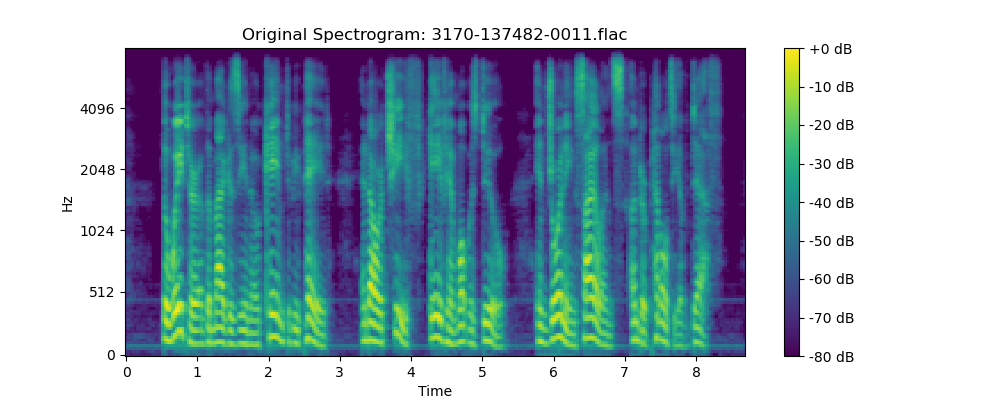 Original Spectrogram: 3170-137482-0011.flac
Hz
4096
2048
1024
512
0
0 1 2 3 4 5 6 7 8
Time
+0 dB
-10 dB
-20 dB
-30 dB
-40 dB
-50 dB
-60 dB
-70 dB
-80 dB